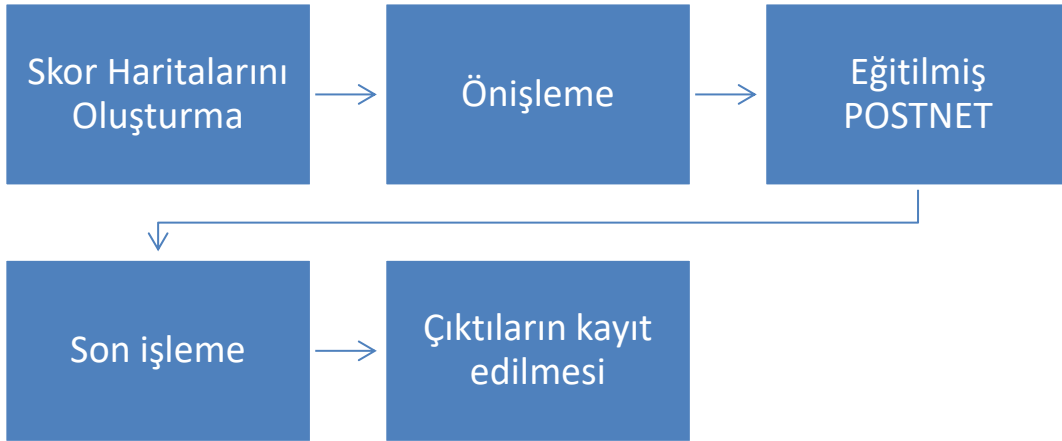 Skor Haritalarını
Oluşturma
Önişleme
Eğitilmiş
POSTNET
Son işleme
Çıktıların kayıt
edilmesi